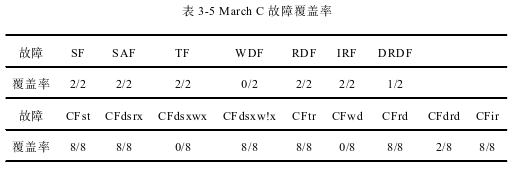 表 3-5 March C 故障覆盖率
故障 SF SAF TF WDF RDF IRF DRDF
覆盖率 2/2 2/2 2/2 0/2 2/2 2/2 1/2
故障 CFst CFdsrx CFdsxwx CFdsxw!x CFtr CFwd CFrd CFdrd CFir
覆盖率 8/8 8/8 0/8 8/8 8/8 0/8 8/8 2/8 8/8